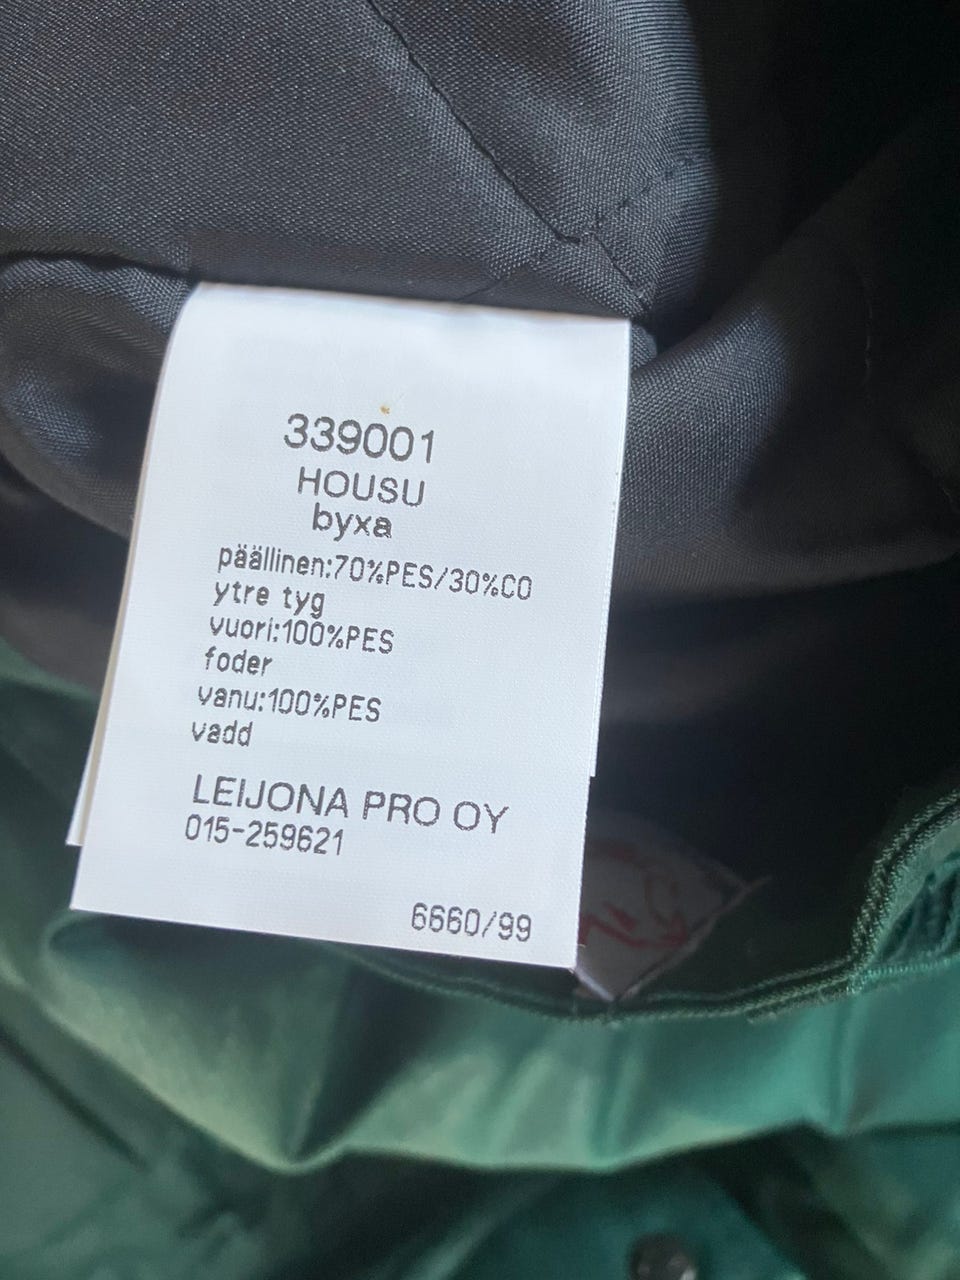 339001
HOUSU
byxa
päällinen:70%PES/30%CO
ytre tyg
vuori:100%PES
foder
vanu:100%PES
vadd
LEIJONA PRO OY
015-259621
6660/99